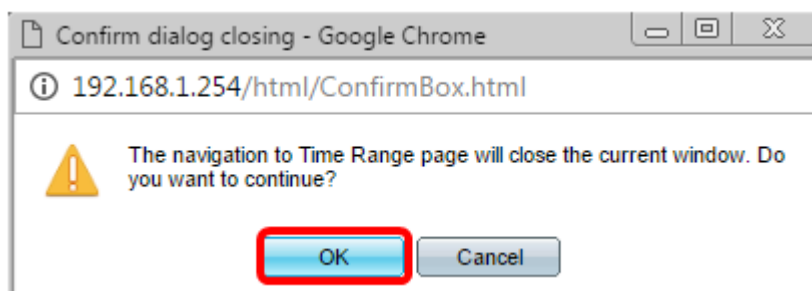 Confirm dialog closing - Google Chrome
192.168.1.254/html/ConfirmBox.html
The navigation to Time Range page will close the current window. Do
you want to continue?
OK Cancel